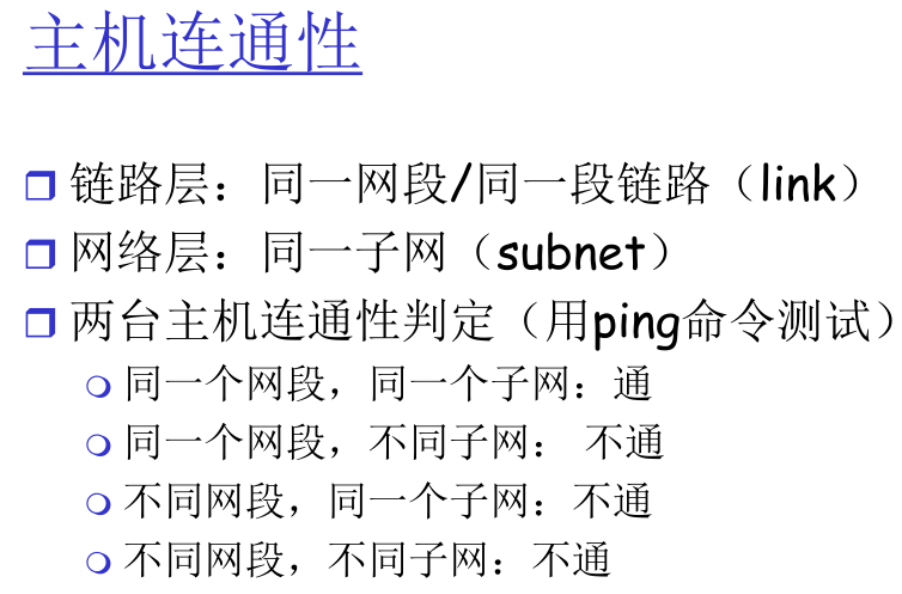 主机连通性
链路层：同一网段/同一段链路（link）
网络层：同一子网（subnet）
两台主机连通性判定（用ping命令测试）
同一个网段，同一个子网：通
同一个网段，不同子网： 不通
不同网段，同一个子网：不通
不同网段，不同子网：不通